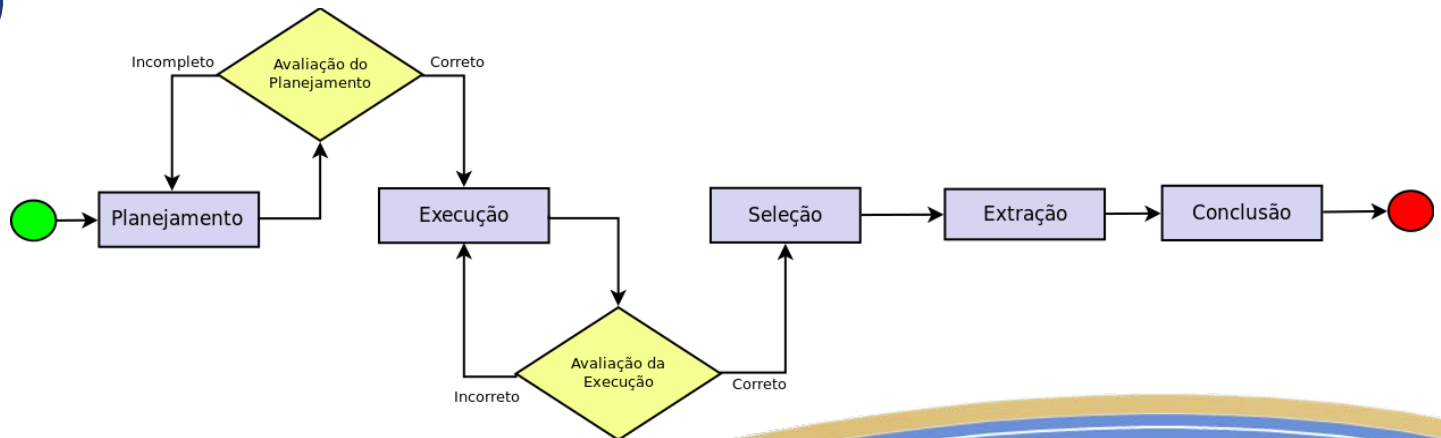 Incompleto
Avaliação do
Planejamento
Correto
Planejamento
Execução
Seleção
Extração
Conclusão
Avaliação da
Execução
Incorreto
Correto